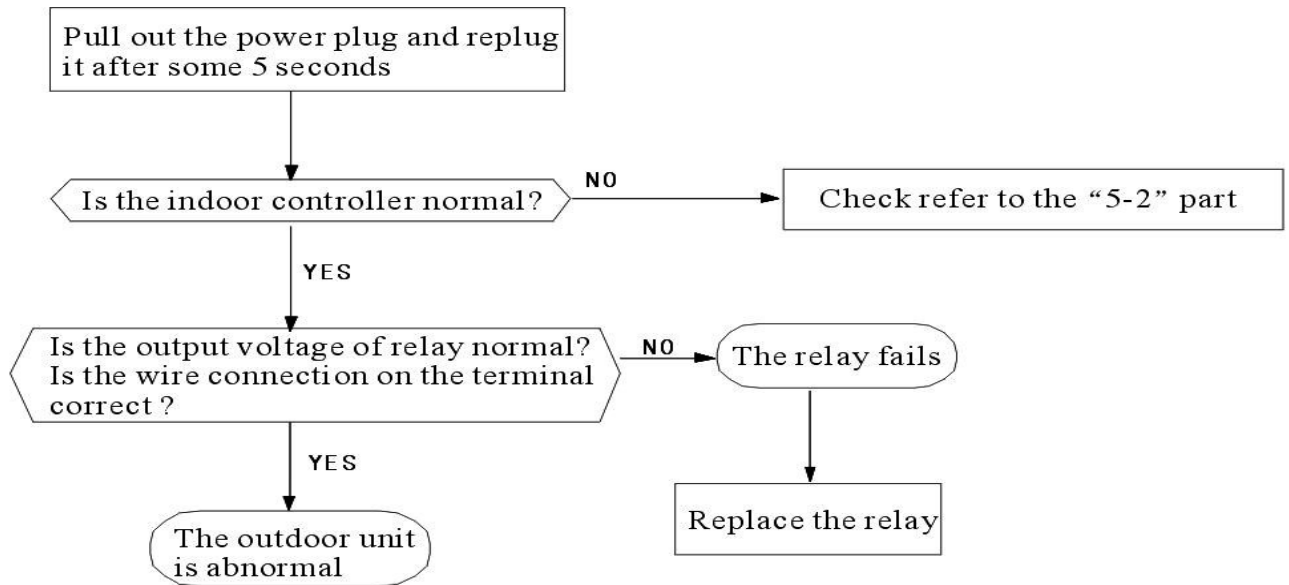 Pull out the power plug and replug
it after some 5 seconds
Is the indoor controller normal?
NO
Check refer to the “5-2” part
YES
Is the output voltage of relay normal?
Is the wire connection on the terminal
correct ?
NO
The relay fails
YES
Replace the relay
The outdoor unit
is abnormal